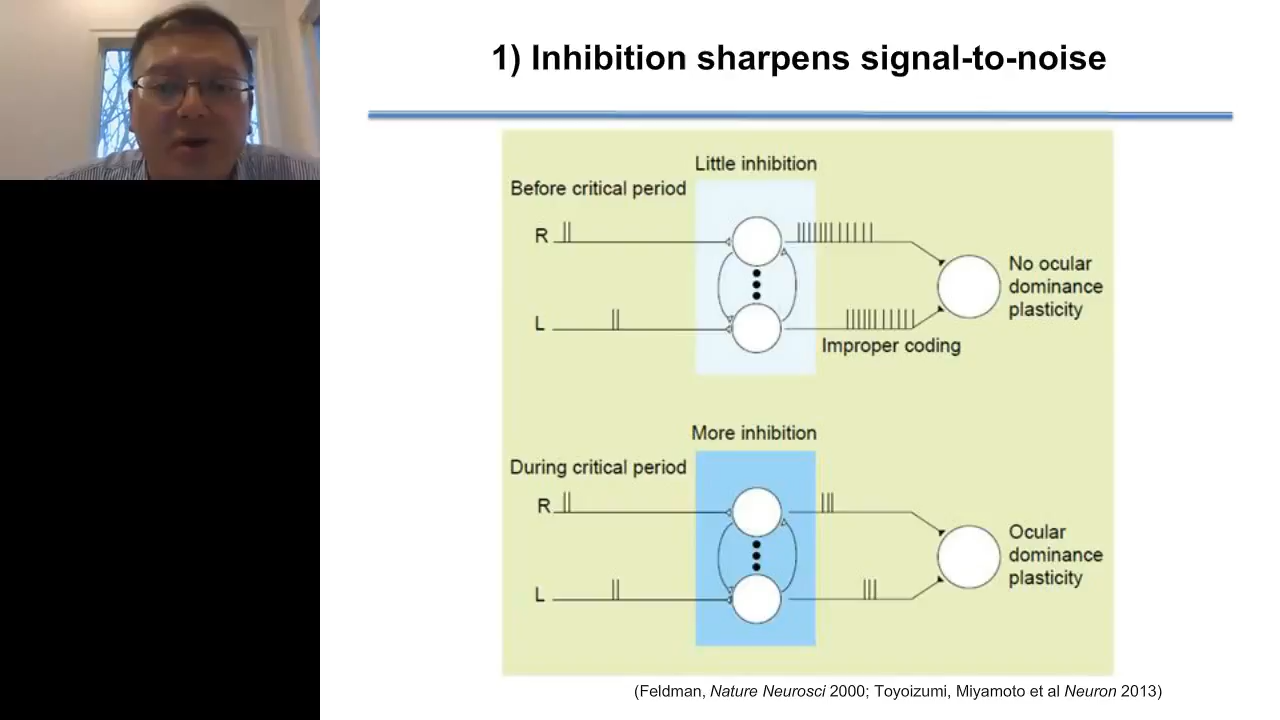 1) Inhibition sharpens signal-to-noise
Little inhibition
Before critical period
R
L
No ocular
dominance
plasticity
Improper coding
More inhibition
During critical period
R
L
Ocular
dominance
plasticity
(Feldman, Nature Neurosci 2000; Toyoizumi, Miyamoto et al Neuron 2013)